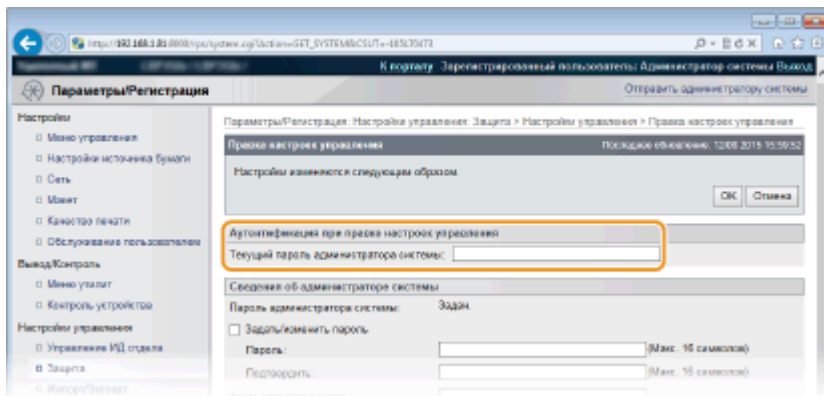 К порталу Зарегистрированный пользователь: Администратор системы Выход
Параметры/Регистрация
Отправить администратору системы
Настройки
Меню управления
Настройки источника бумаги
Сеть
Макет
Качество печати
Обслуживание пользователем
Вывод/Контроль
Меню утилит
Контроль устройства
Настройки управления
Управление ИД отдела
Защита
Импорт/Экспорт
Параметры/Регистрация: Настройки управления: Защита > Настройки управления > Правка настроек управления
Правка настроек управления
Последнее обновление: 12/08 2015 15:59:52
Настройки изменяются следующим образом.
OK Отмена
Аутентификация при правке настроек управления
Текущий пароль администратора системы:
Сведения об администраторе системы
Пароль администратора системы: Задан.
Задать/изменить пароль
Пароль: (Макс. 16 символов)
Подтвердить: (Макс. 16 символов)